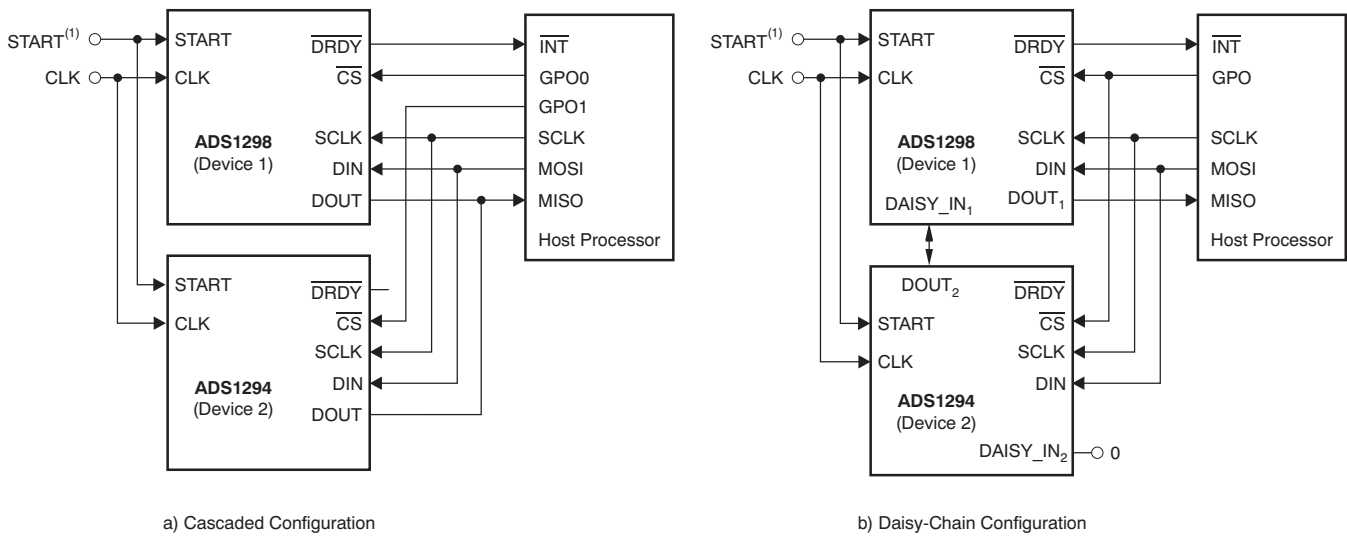 START(1)
CLK
START
CLK
ADS1298
(Device 1)
DRDY
CS
SCLK
DIN
DOUT
INT
GPO0
GPO1
SCLK
MOSI
MISO
Host Processor
START
CLK
ADS1294
(Device 2)
DRDY
CS
SCLK
DIN
DOUT
a) Cascaded Configuration
START(1)
CLK
START
CLK
ADS1298
(Device 1)
DRDY
CS
SCLK
DIN
DOUT1
DAISY_IN1
INT
GPO
SCLK
MOSI
MISO
Host Processor
DOUT2
START
CLK
ADS1294
(Device 2)
DRDY
CS
SCLK
DIN
DAISY_IN2
0
b) Daisy-Chain Configuration